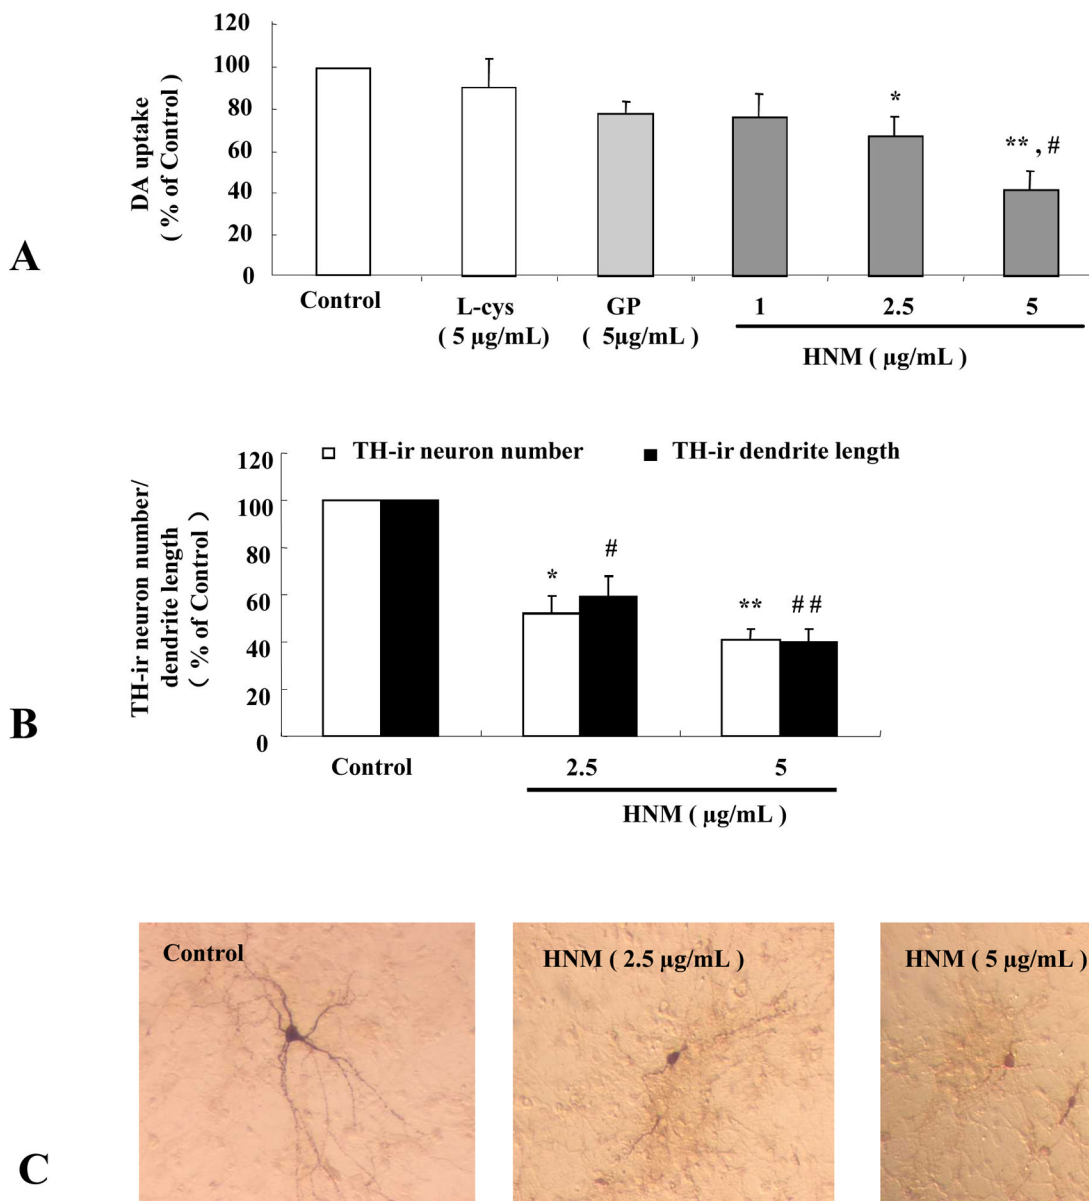 120
100
80
60
40
20
0
DA uptake
( % of Control )
*
** , #
A
Control
L-cys
( 5 μg/mL)
GP
( 5μg/mL )
1
2.5
5
HNM ( μg/mL )
TH-ir neuron number
TH-ir dendrite length
120
100
80
60
40
20
0
TH-ir neuron number/
dendrite length
( % of Control )
*
#
**
# #
B
Control
2.5
5
HNM ( μg/mL )
Control
HNM ( 2.5 μg/mL )
HNM ( 5 μg/mL )
C